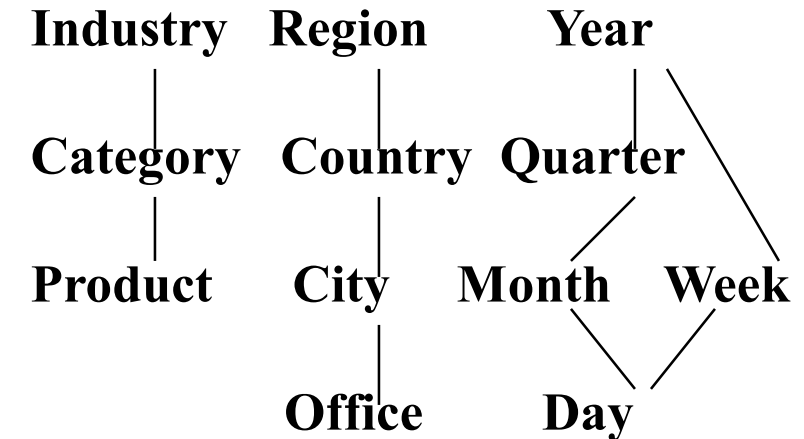 Industry Region Year
Category Country Quarter
Product City Month Week
Office Day